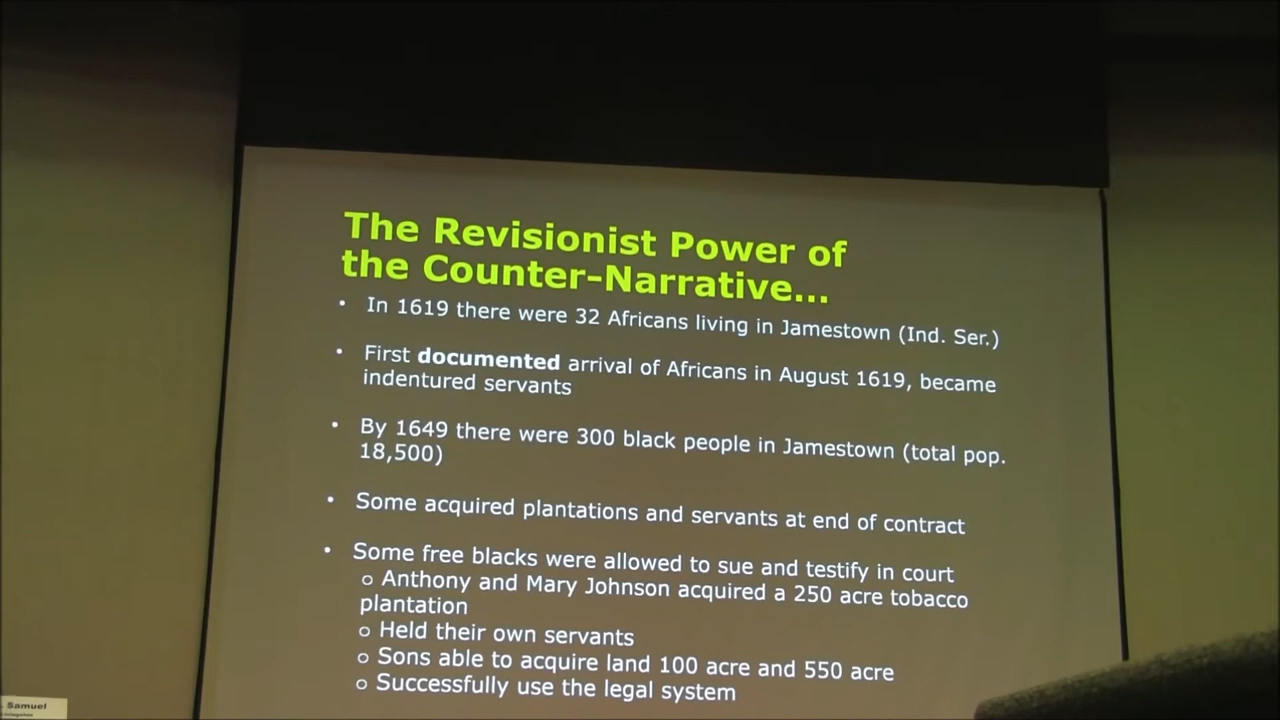 The Revisionist Power of
the Counter-Narrative...
• In 1619 there were 32 Africans living in Jamestown (Ind. Ser.)
• First documented arrival of Africans in August 1619, became
indentured servants
• By 1649 there were 300 black people in Jamestown (total pop.
18,500)
• Some acquired plantations and servants at end of contract
• Some free blacks were allowed to sue and testify in court
o Anthony and Mary Johnson acquired a 250 acre tobacco
plantation
o Held their own servants
o Sons able to acquire land 100 acre and 550 acre
o Successfully use the legal system
. Samuel